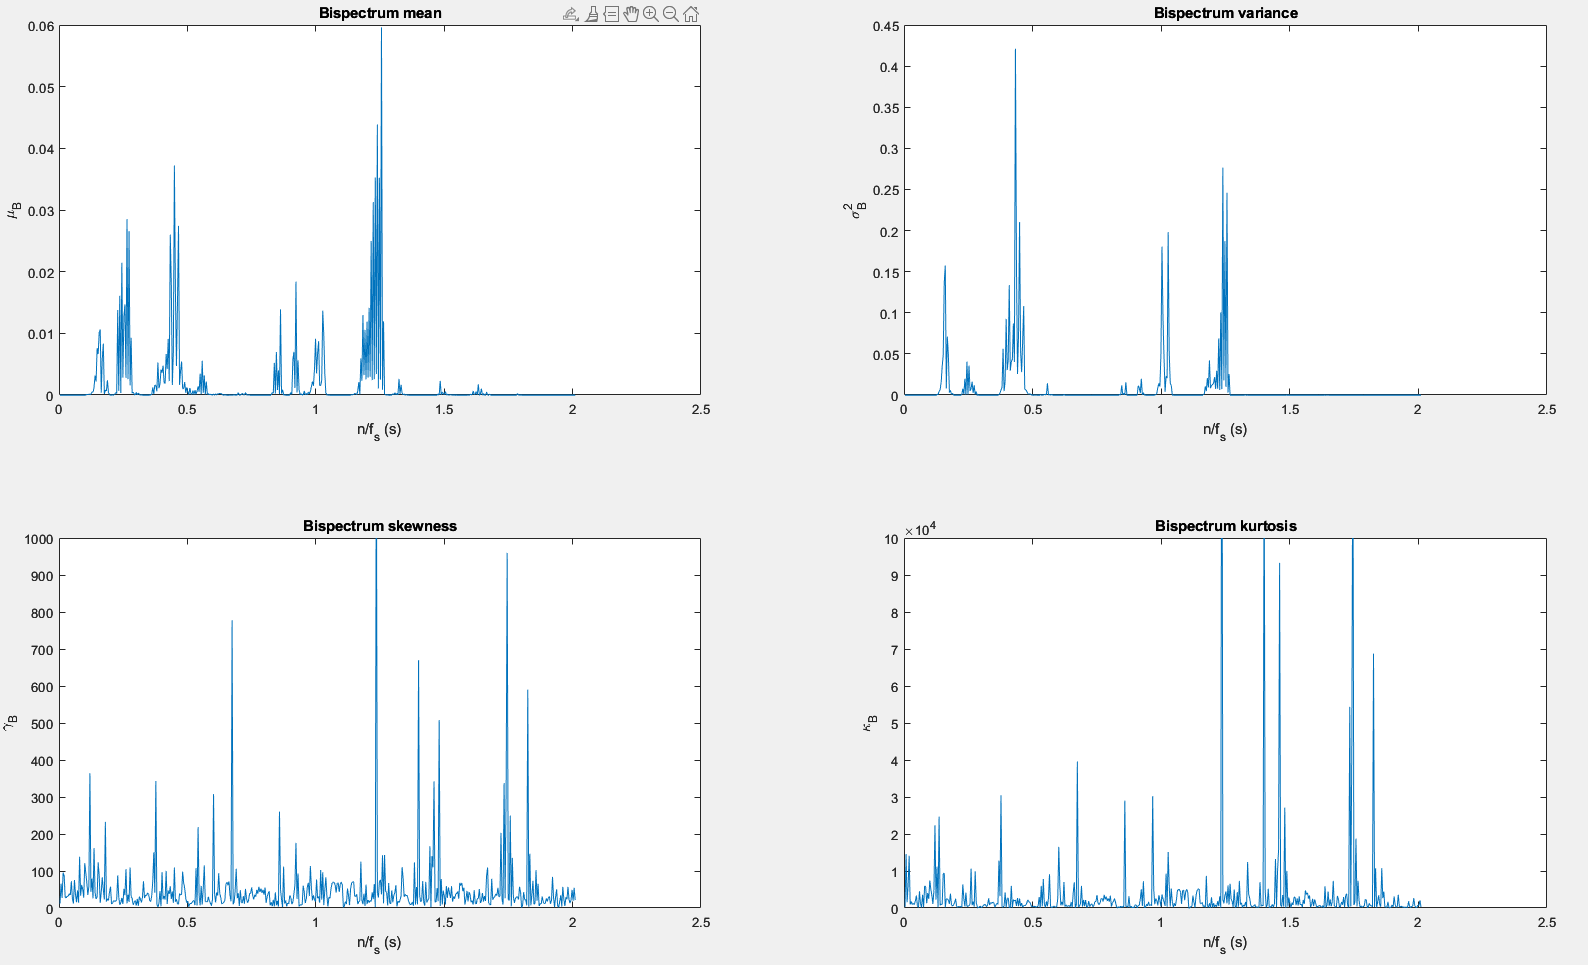 Bispectrum mean
0.06
0.05
0.04
0.03
0.02
0.01
0
μB
0 0.5 1 1.5 2 2.5
n/fs (s)
Bispectrum variance
0.45
0.4
0.35
0.3
0.25
0.2
0.15
0.1
0.05
0
σ2B
0 0.5 1 1.5 2 2.5
n/fs (s)
Bispectrum skewness
1000
900
800
700
600
500
400
300
200
100
0
γB
0 0.5 1 1.5 2 2.5
n/fs (s)
Bispectrum kurtosis
×104
10
9
8
7
6
5
4
3
2
1
0
κB
0 0.5 1 1.5 2 2.5
n/fs (s)